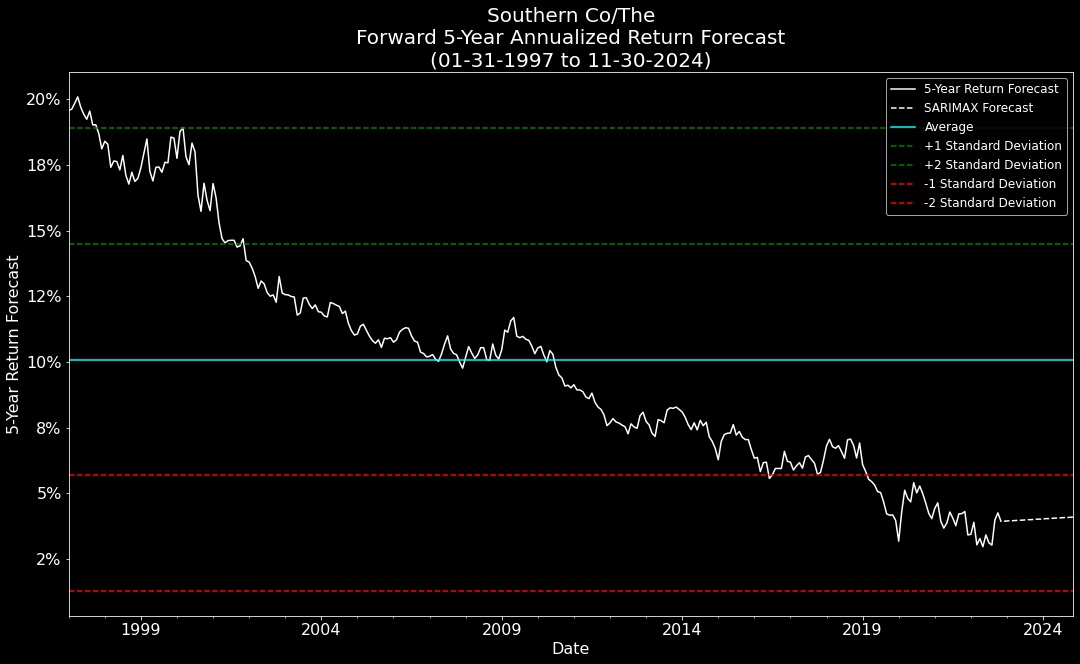 Southern Co/The
Forward 5-Year Annualized Return Forecast
(01-31-1997 to 11-30-2024)
5-Year Return Forecast
SARIMAX Forecast
Average
+1 Standard Deviation
+2 Standard Deviation
-1 Standard Deviation
-2 Standard Deviation
5-Year Return Forecast
20%
18%
15%
12%
10%
8%
5%
2%
1999 2004 2009 2014 2019 2024
Date